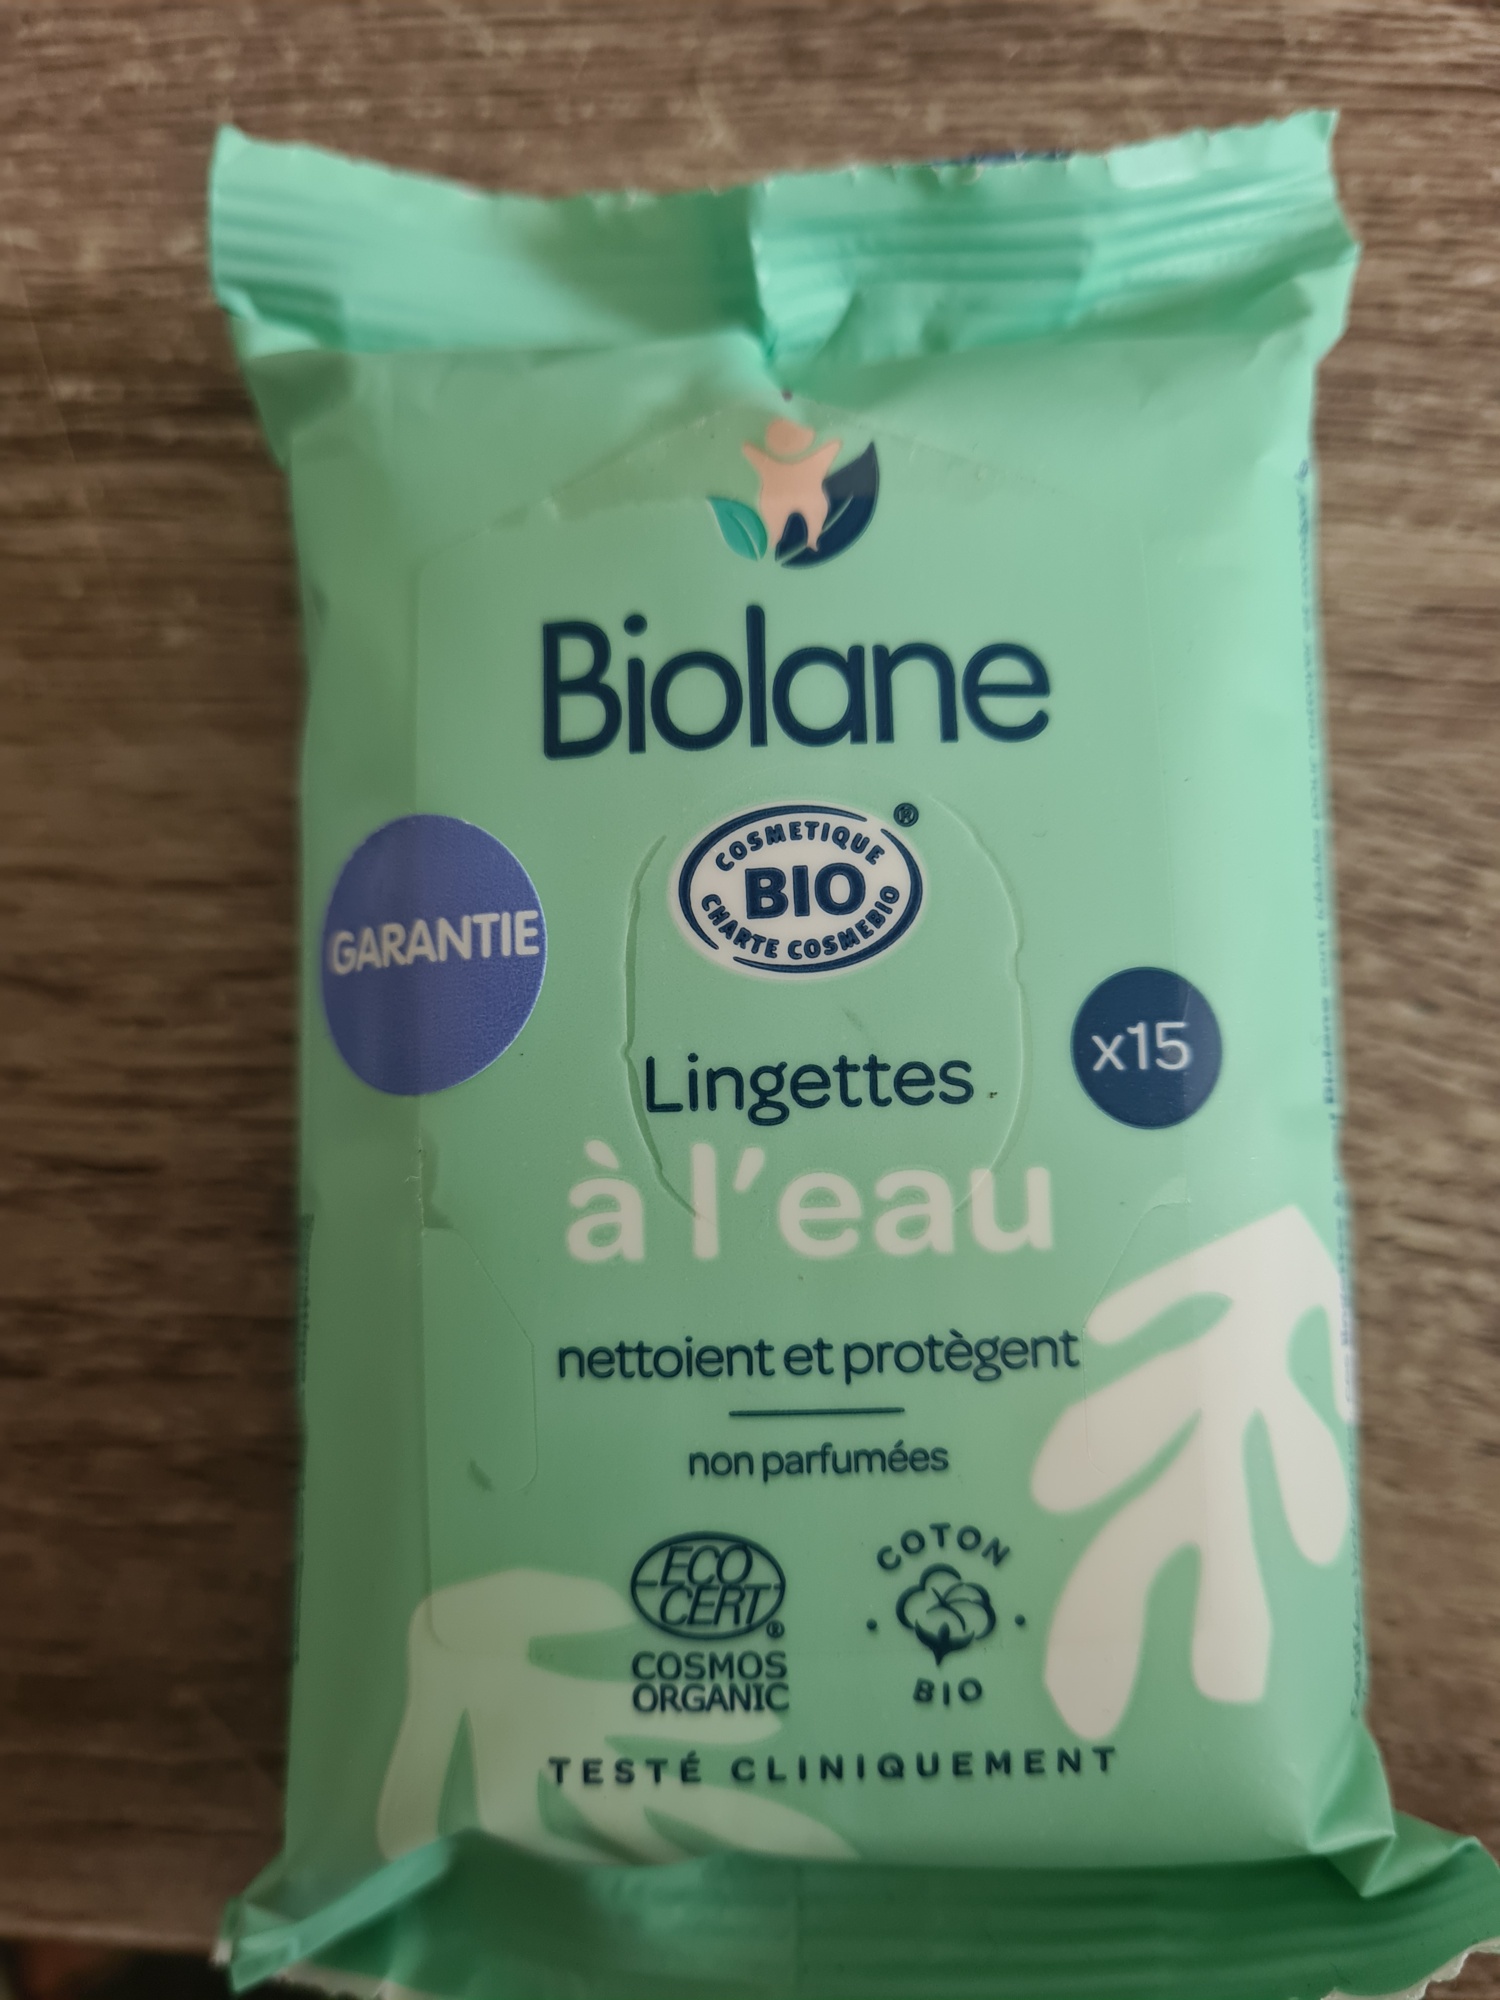 Biolane
COSMETIQUE
BIO
CHARTE COSMEBIO
®
GARANTIE
x15
Lingettes
à l'eau
nettoient et protègent
non parfumées
ECO
CERT
®
COSMOS
ORGANIC
COTON
BIO
TESTÉ CLINIQUEMENT